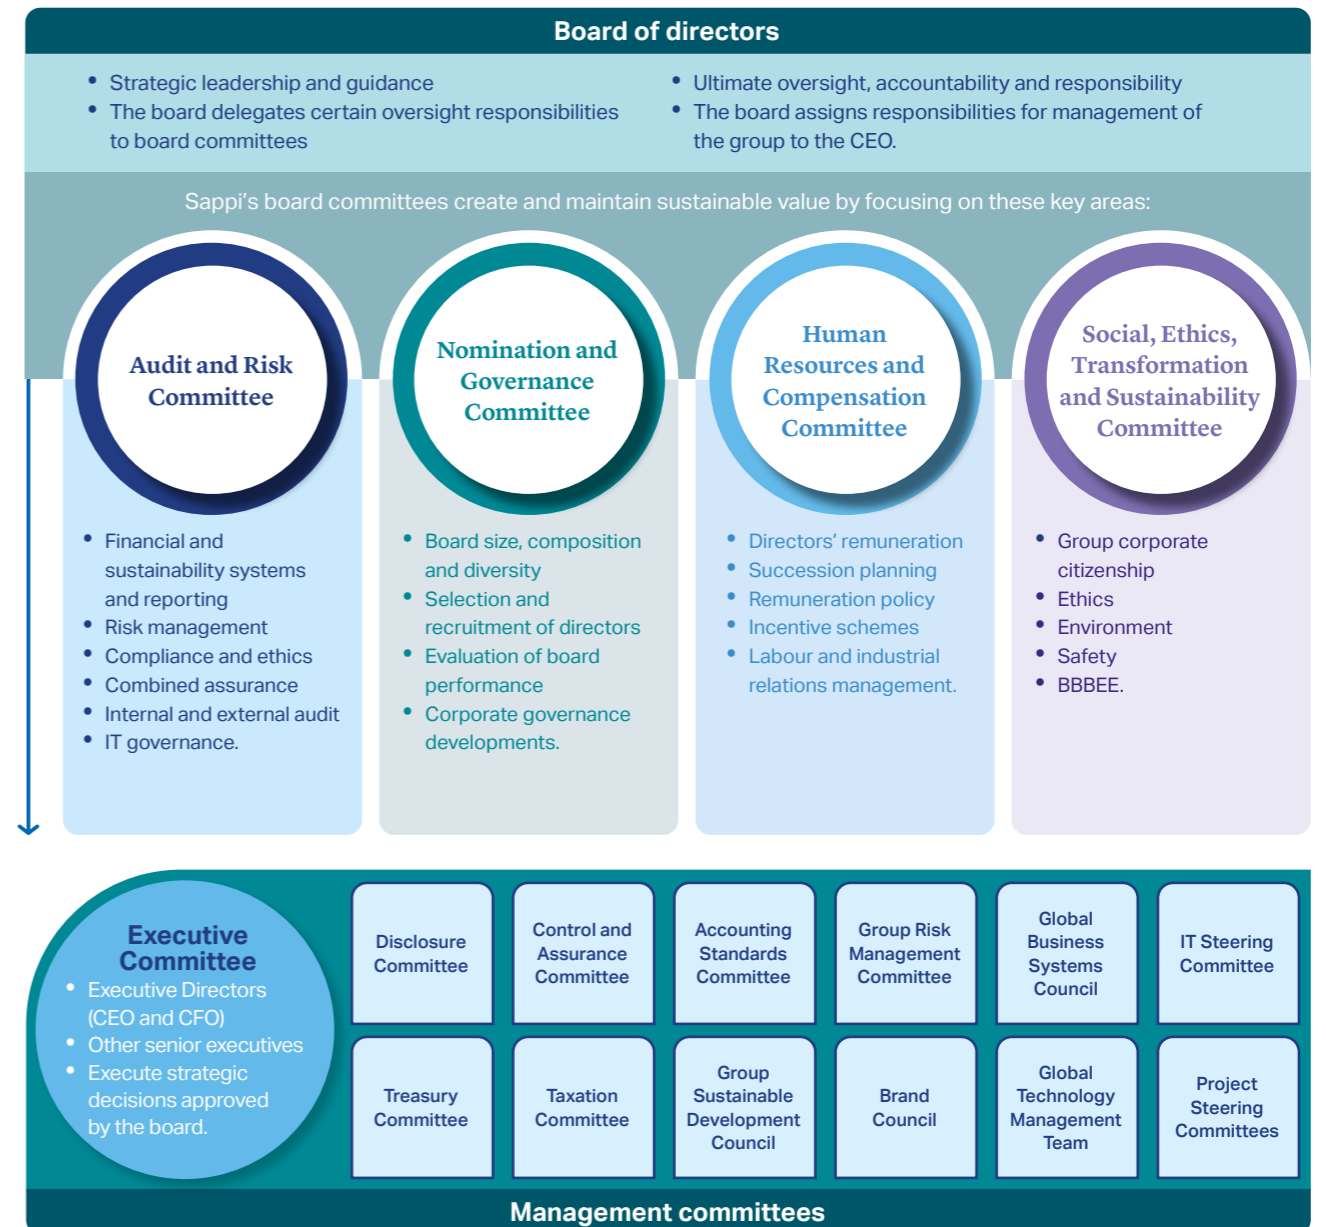 Board of directors
• Strategic leadership and guidance
• The board delegates certain oversight responsibilities
to board committees
• Ultimate oversight, accountability and responsibility
• The board assigns responsibilities for management of
the group to the CEO.
Sappi's board committees create and maintain sustainable value by focusing on these key areas:
Audit and Risk
Committee
• Financial and
sustainability systems
and reporting
• Risk management
• Compliance and ethics
• Combined assurance
• Internal and external audit
• IT governance.
Nomination and
Governance
Committee
• Board size, composition
and diversity
• Selection and
recruitment of directors
• Evaluation of board
performance
• Corporate governance
developments.
Human
Resources and
Compensation
Committee
• Directors' remuneration
• Succession planning
• Remuneration policy
• Incentive schemes
• Labour and industrial
relations management.
Social, Ethics,
Transformation
and Sustainability
Committee
• Group corporate
citizenship
• Ethics
• Environment
• Safety
• BBBEE.
Executive
Committee
• Executive Directors
(CEO and CFO)
• Other senior executives
• Execute strategic
decisions approved
by the board.
Disclosure
Committee
Control and
Assurance
Committee
Accounting
Standards
Committee
Group Risk
Management
Committee
Global
Business
Systems
Council
IT Steering
Committee
Treasury
Committee
Taxation
Committee
Group
Sustainable
Development
Council
Brand
Council
Global
Technology
Management
Team
Project
Steering
Committees
Management committees